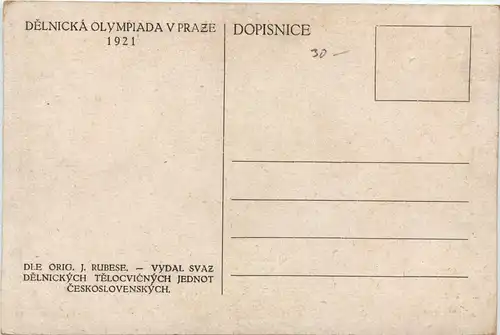 DĚLNICKÁ OLYMPIADA V PRAZE
1921
DOPISNICE
30 –
DLE ORIG. J. RUBESE. – VYDAL SVAZ
DĚLNICKÝCH TĚLOCVIČNÝCH JEDNOT
ČESKOSLOVENSKÝCH.